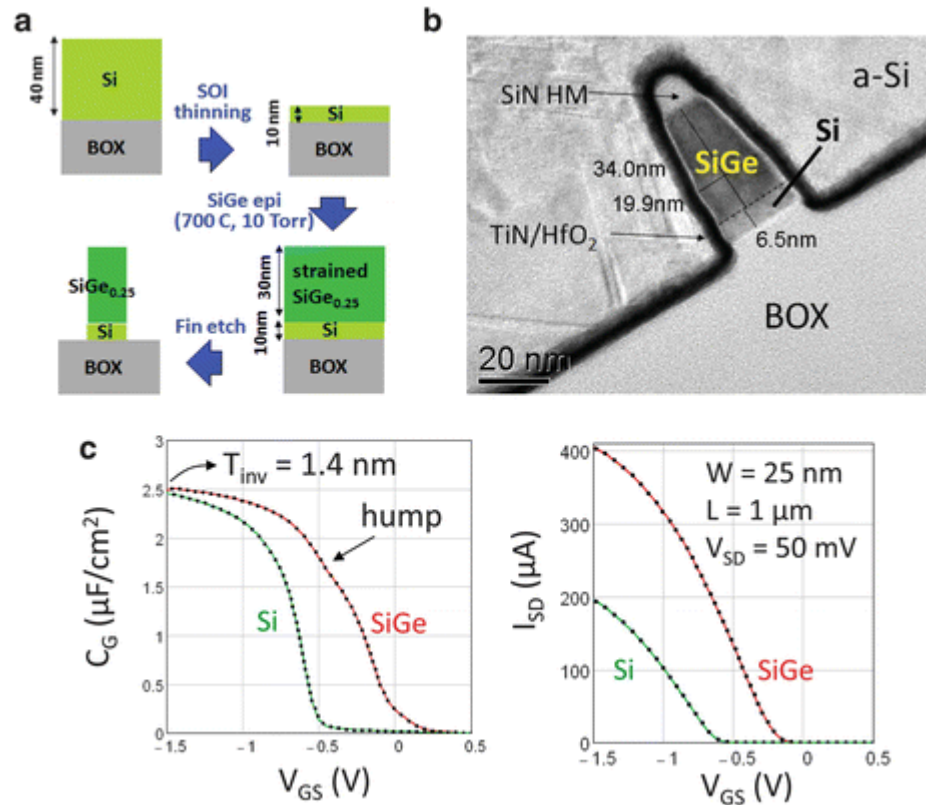 a
40 nm
Si
BOX
SOI
thinning
10 nm
Si
BOX
SiGe epi
(700 C, 10 Torr)
SiGe0.25
Si
BOX
Fin etch
30nm
10nm
strained
SiGe0.25
Si
BOX
b
SiN HM
a-Si
Si
SiGe
34.0nm
19.9nm
TiN/HfO2
6.5nm
BOX
20 nm
c
CG (μF/cm2)
3
2.5
2
1.5
1
0.5
0
Tinv = 1.4 nm
hump
Si
SiGe
−1.5
−1
−0.5
0
0.5
VGS (V)
ISD (μA)
400
300
200
100
0
W = 25 nm
L = 1 μm
VSD = 50 mV
Si
SiGe
−1.5
−1
−0.5
0
0.5
VGS (V)